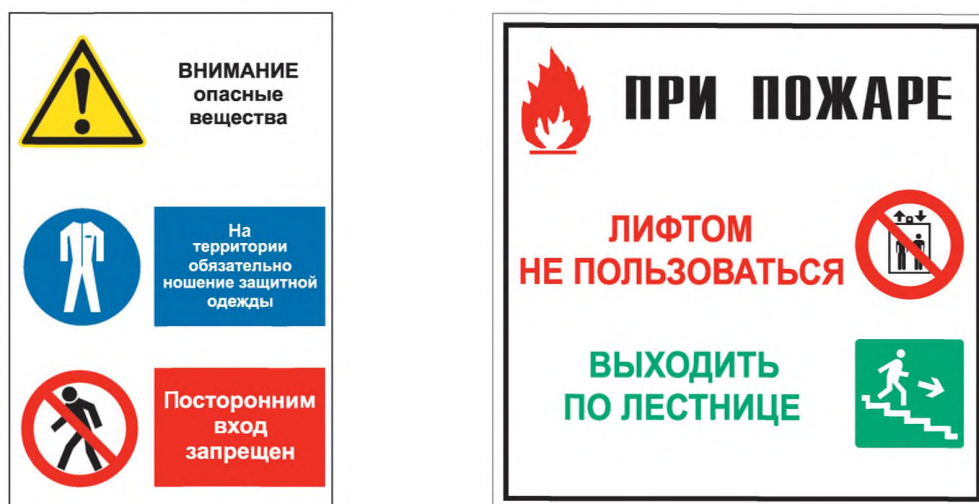 ВНИМАНИЕ
опасные
вещества
На
территории
обязательно
ношение защитной
одежды
Посторонним
вход
запрещен
ПРИ ПОЖАРЕ
ЛИФТОМ
НЕ ПОЛЬЗОВАТЬСЯ
ВЫХОДИТЬ
ПО ЛЕСТНИЦЕ